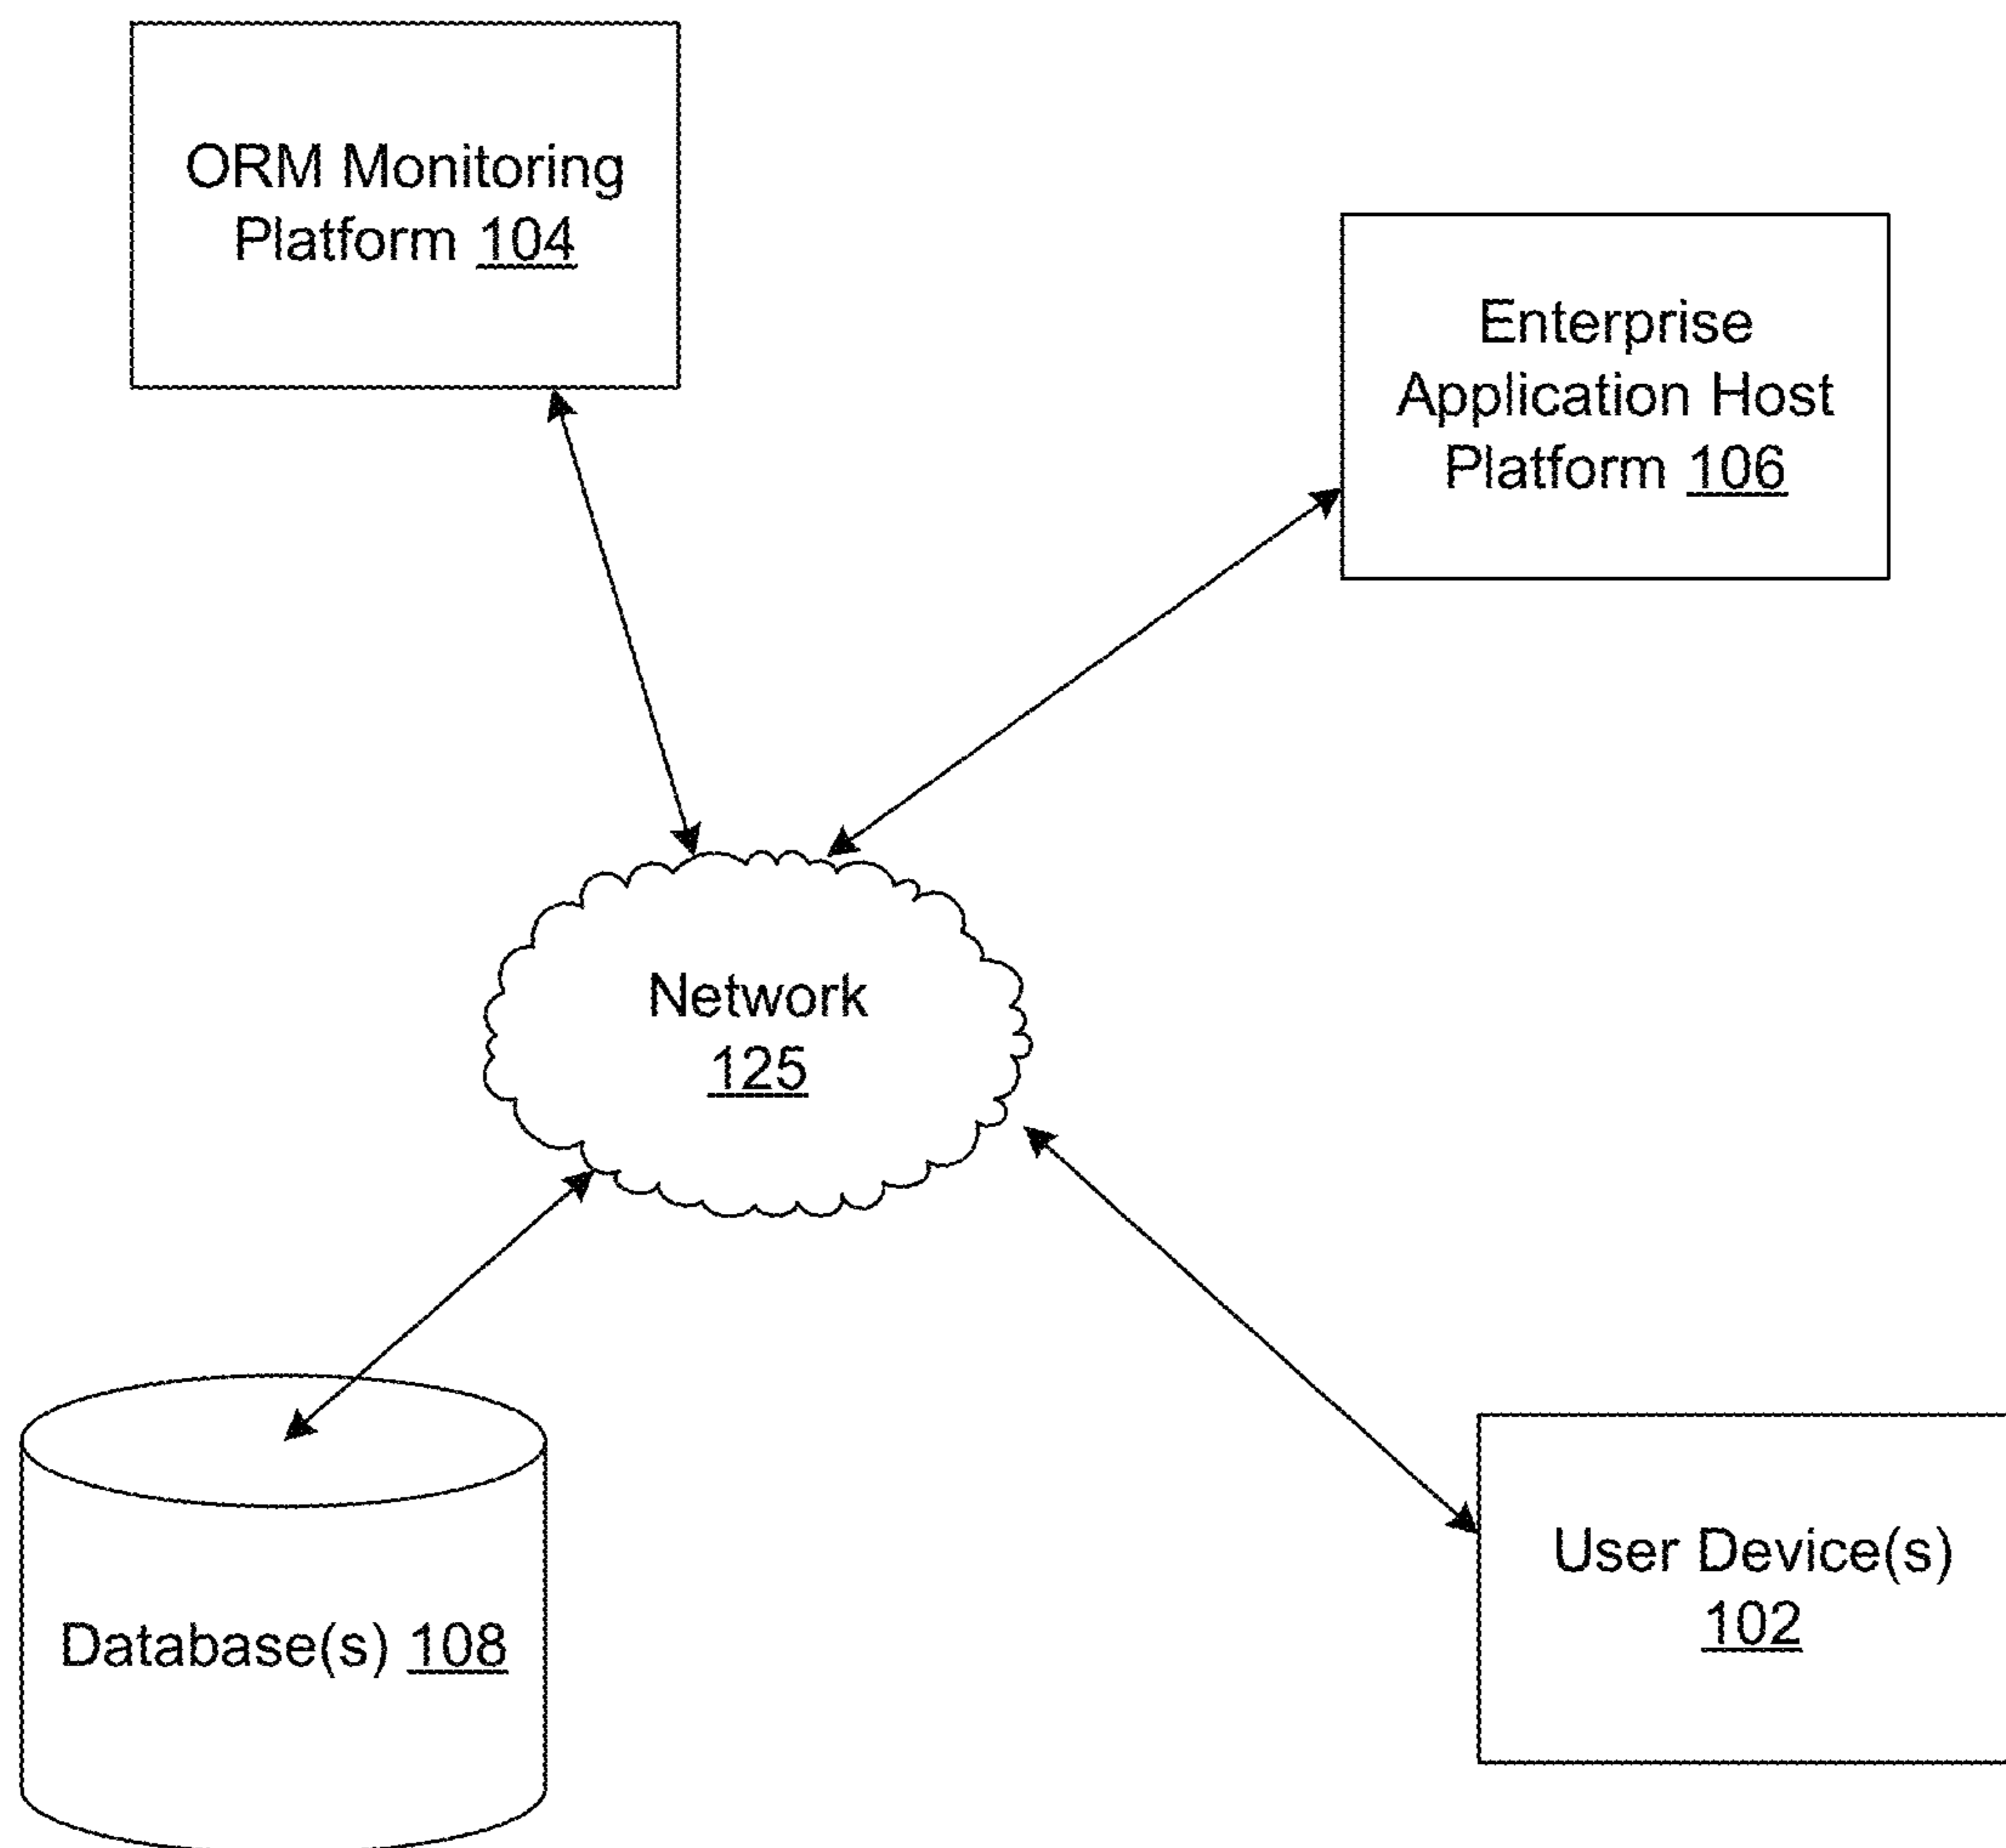 ORM Monitoring
Platform 104
Enterprise
Application Host
Platform 106
Network
125
Database(s) 108
User Device(s)
102